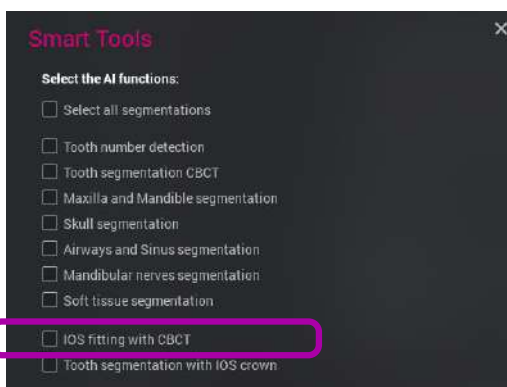 Smart Tools
Select the AI functions:
Select all segmentations
Tooth number detection
Tooth segmentation CBCT
Maxilla and Mandible segmentation
Skull segmentation
Airways and Sinus segmentation
Mandibular nerves segmentation
Soft tissue segmentation
IOS fitting with CBCT
Tooth segmentation with IOS crown